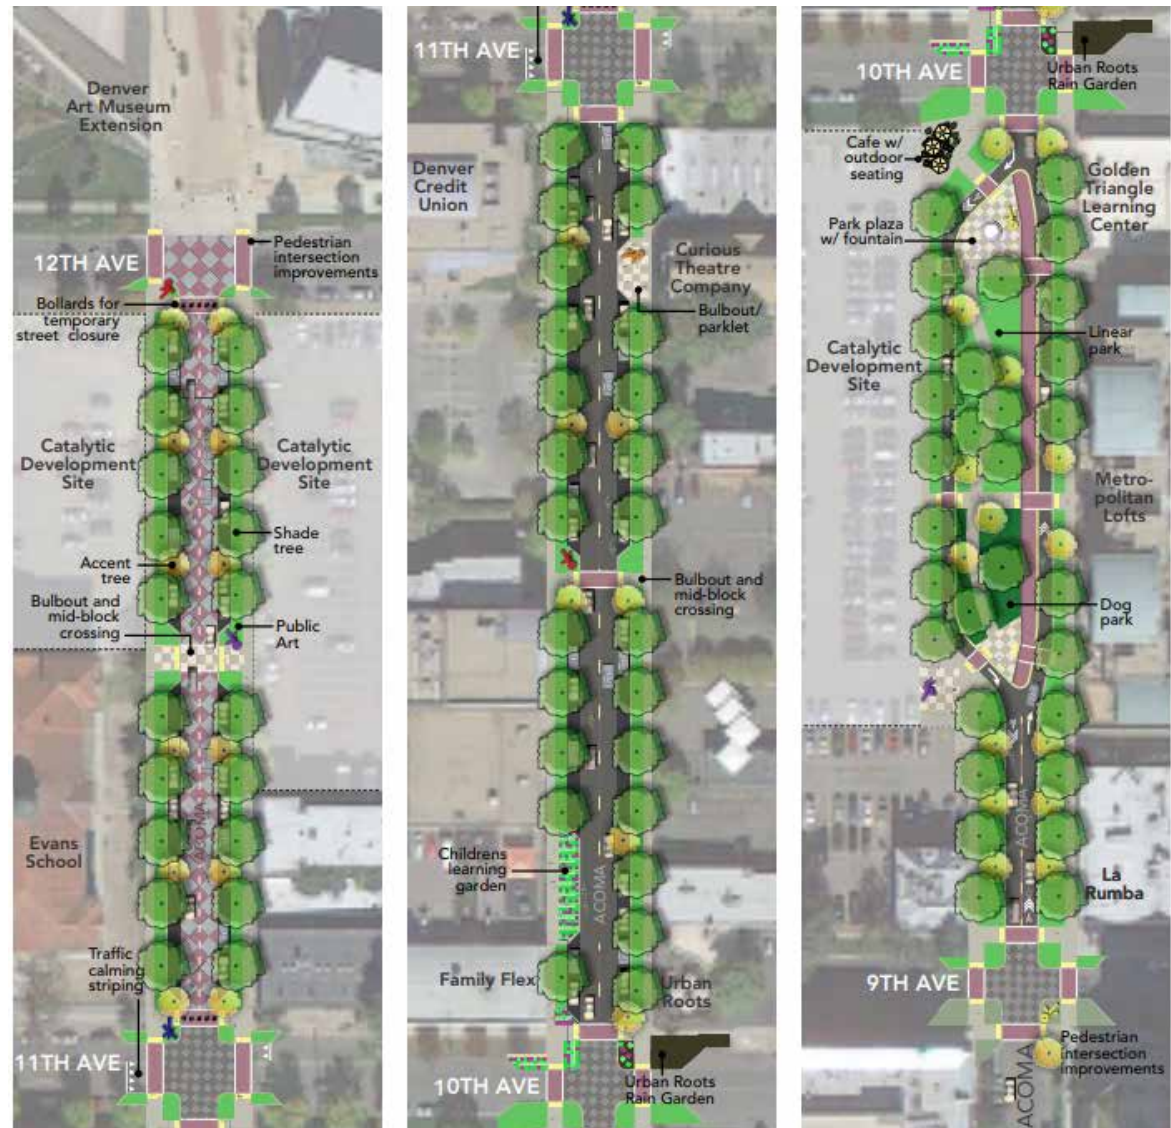 Denver
Art Museum
Extension
12TH AVE
Pedestrian
intersection
improvements
Bollards for
temporary
street closure
Catalytic
Development
Site
Catalytic
Development
Site
Shade
tree
Accent
tree
Bulbout and
mid-block
crossing
Public
Art
ACOMA
Evans
School
Traffic
calming
striping
11TH AVE
11TH AVE
Denver
Credit
Union
Curious
Theatre
Company
Bulbout/
parklet
Bulbout and
mid-block
crossing
Childrens
learning
garden
ACOMA
Family Flex
Urban
Roots
10TH AVE
Urban Roots
Rain Garden
10TH AVE
Urban Roots
Rain Garden
Cafe w/
outdoor
seating
Golden
Triangle
Learning
Center
Park plaza
w/ fountain
Linear
park
Catalytic
Development
Site
Metro-
politan
Lofts
Dog
park
ACOMA
La
Rumba
9TH AVE
Pedestrian
intersection
improvements
ACOMA